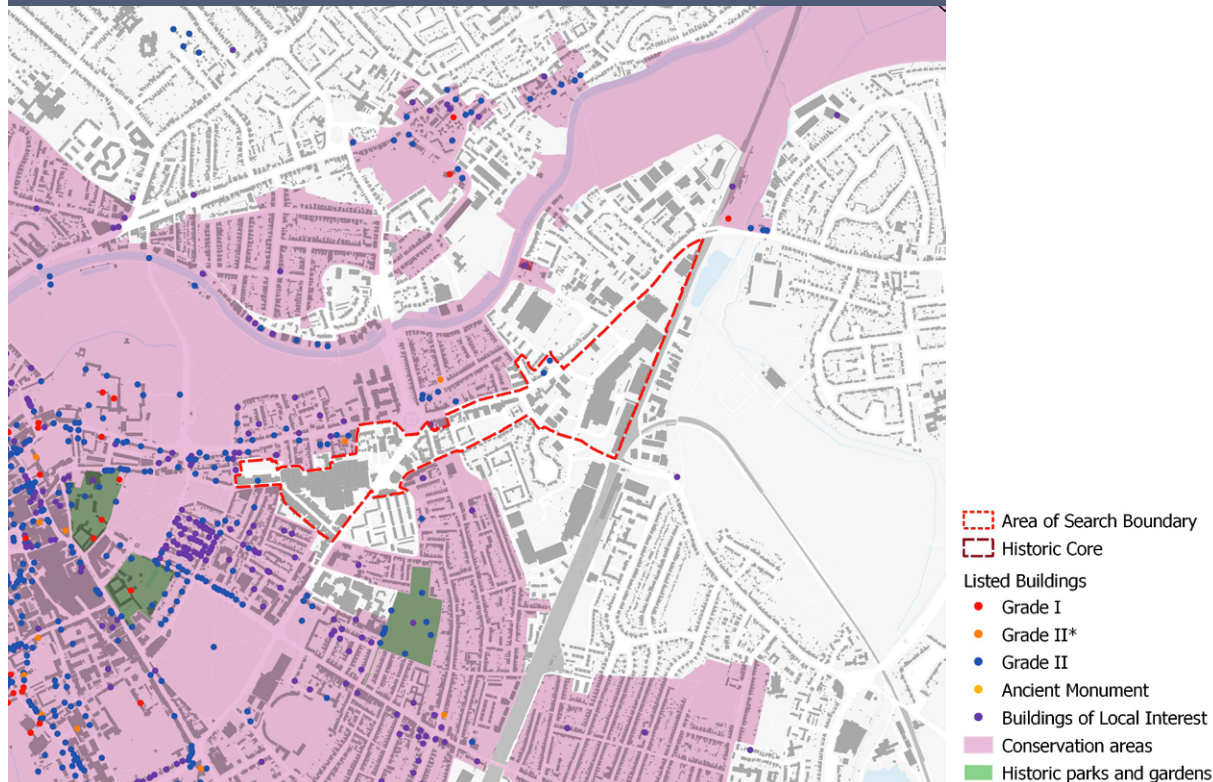 Area of Search Boundary
Historic Core
Listed Buildings
Grade I
Grade II*
Grade II
Ancient Monument
Buildings of Local Interest
Conservation areas
Historic parks and gardens